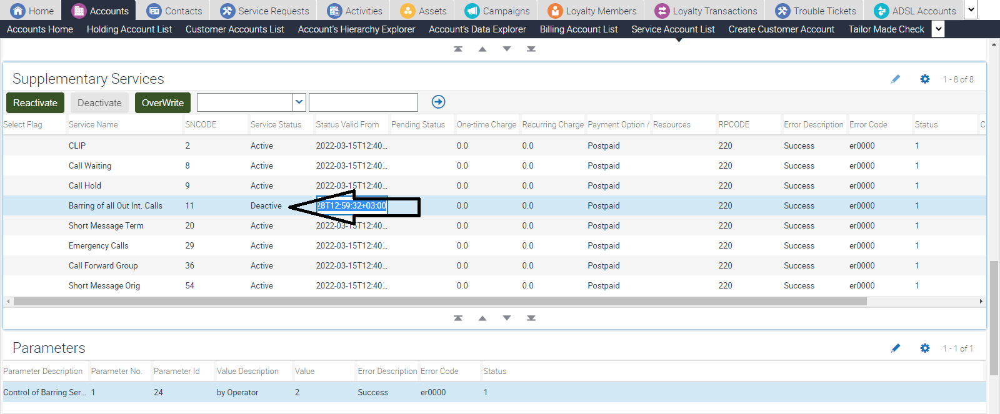 Home Accounts Contacts Service Requests Activities Assets Campaigns Loyalty Members Loyalty Transactions Trouble Tickets ADSL Accounts
Accounts Home Holding Account List Customer Accounts List Account's Hierarchy Explorer Account's Data Explorer Billing Account List Service Account List Create Customer Account Tailor Made Check
Supplementary Services 1 - 8 of 8
Reactivate Deactivate OverWrite
Select Flag Service Name SNCODE Service Status Status Valid From Pending Status One-time Charge Recurring Charge Payment Option / Resources RPCODE Error Description Error Code Status C
CLIP 2 Active 2022-03-15T12:40... 0.0 0.0 Postpaid 220 Success er0000 1
Call Waiting 8 Active 2022-03-15T12:40... 0.0 0.0 Postpaid 220 Success er0000 1
Call Hold 9 Active 2022-03-15T12:40... 0.0 0.0 Postpaid 220 Success er0000 1
Barring of all Out Int. Calls 11 Deactive 28T12:59:32+03:00 0.0 0.0 Postpaid 220 Success er0000 1
Short Message Term 20 Active 2022-03-15T12:40... 0.0 0.0 Postpaid 220 Success er0000 1
Emergency Calls 29 Active 2022-03-15T12:40... 0.0 0.0 Postpaid 220 Success er0000 1
Call Forward Group 36 Active 2022-03-15T12:40... 0.0 0.0 Postpaid 220 Success er0000 1
Short Message Orig 54 Active 2022-03-15T12:40... 0.0 0.0 Postpaid 220 Success er0000 1
Parameters 1 - 1 of 1
Parameter Description Parameter No. Parameter Id Value Description Value Error Description Error Code Status
Control of Barring Ser... 1 24 by Operator 2 Success er0000 1